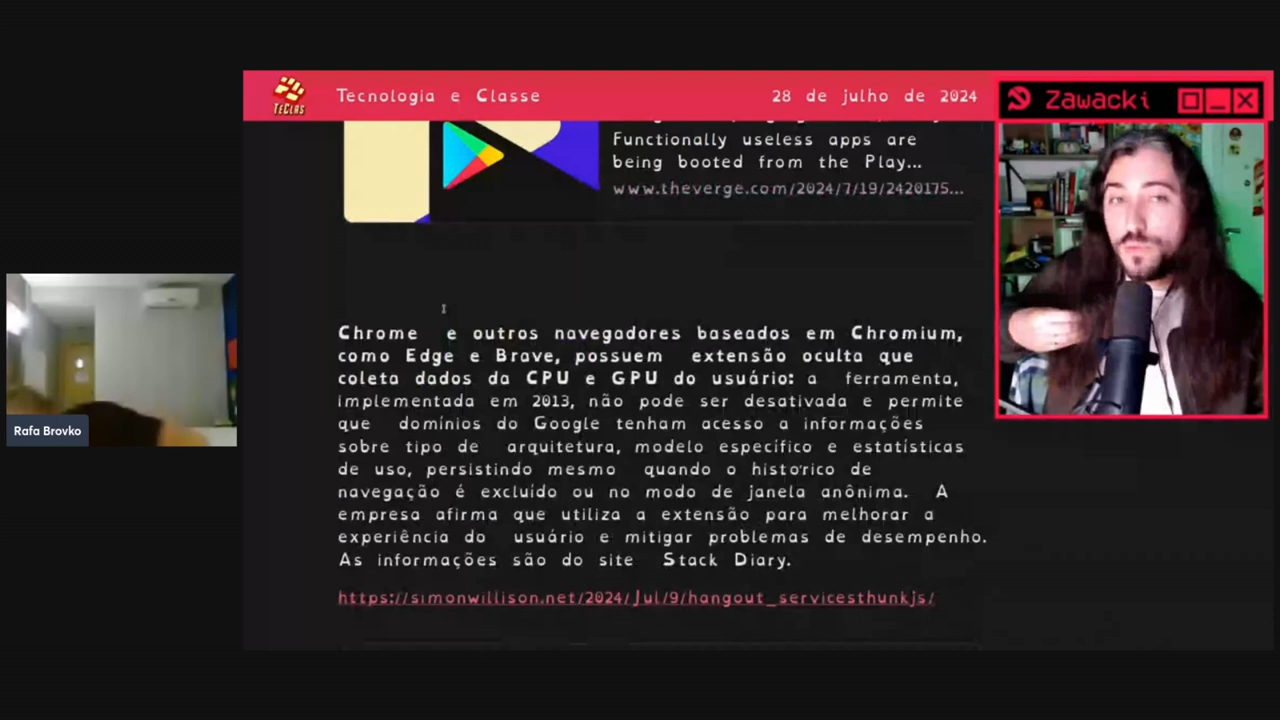 TECLAS
Tecnologia e Classe
28 de julho de 2024
Zawacki
Functionally useless apps are
being booted from the Play...
www.theverge.com/2024/7/19/2420175...
Chrome e outros navegadores baseados em Chromium,
como Edge e Brave, possuem extensão oculta que
coleta dados da CPU e GPU do usuário: a ferramenta,
implementada em 2013, não pode ser desativada e permite
que domínios do Google tenham acesso a informações
sobre tipo de arquitetura, modelo específico e estatísticas
de uso, persistindo mesmo quando o histórico de
navegação é excluído ou no modo de janela anônima. A
empresa afirma que utiliza a extensão para melhorar a
experiência do usuário e mitigar problemas de desempenho.
As informações são do site Stack Diary.
https://simonwillison.net/2024/Jul/9/hangout_servicesthunkjs/
Rafa Brovko